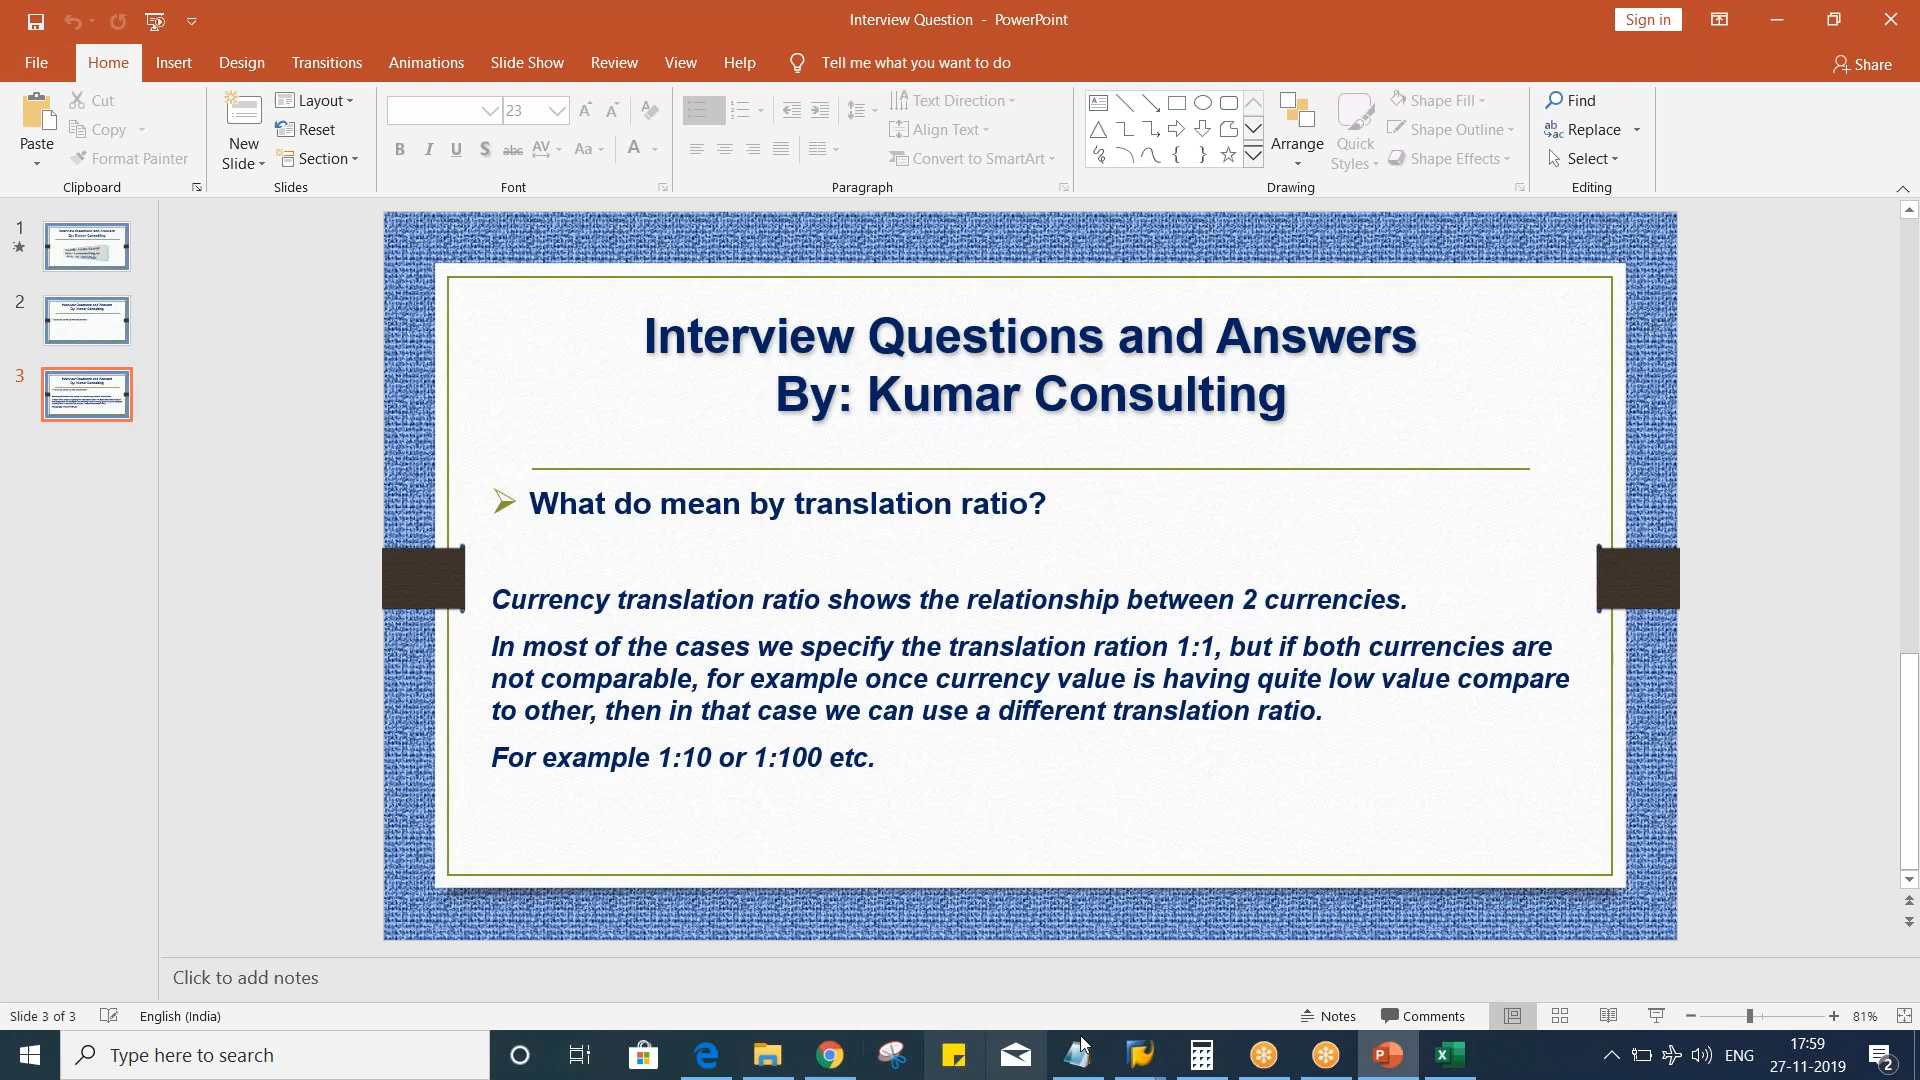 Interview Question - PowerPoint
Sign in
File Home Insert Design Transitions Animations Slide Show Review View Help Tell me what you want to do
Share
Paste
Cut
Copy
Format Painter
Clipboard
New Slide
Layout
Reset
Section
Slides
23
B I U S abc AV Aa A
Font
Text Direction
Align Text
Convert to SmartArt
Paragraph
Arrange
Quick Styles
Shape Fill
Shape Outline
Shape Effects
Drawing
Find
Replace
Select
Editing
1
2
3
Interview Questions and Answers
By: Kumar Consulting
What do mean by translation ratio?
Currency translation ratio shows the relationship between 2 currencies.
In most of the cases we specify the translation ration 1:1, but if both currencies are
not comparable, for example once currency value is having quite low value compare
to other, then in that case we can use a different translation ratio.
For example 1:10 or 1:100 etc.
Click to add notes
Slide 3 of 3 English (India) Notes Comments 81%
Type here to search
ENG
17:59
27-11-2019
2